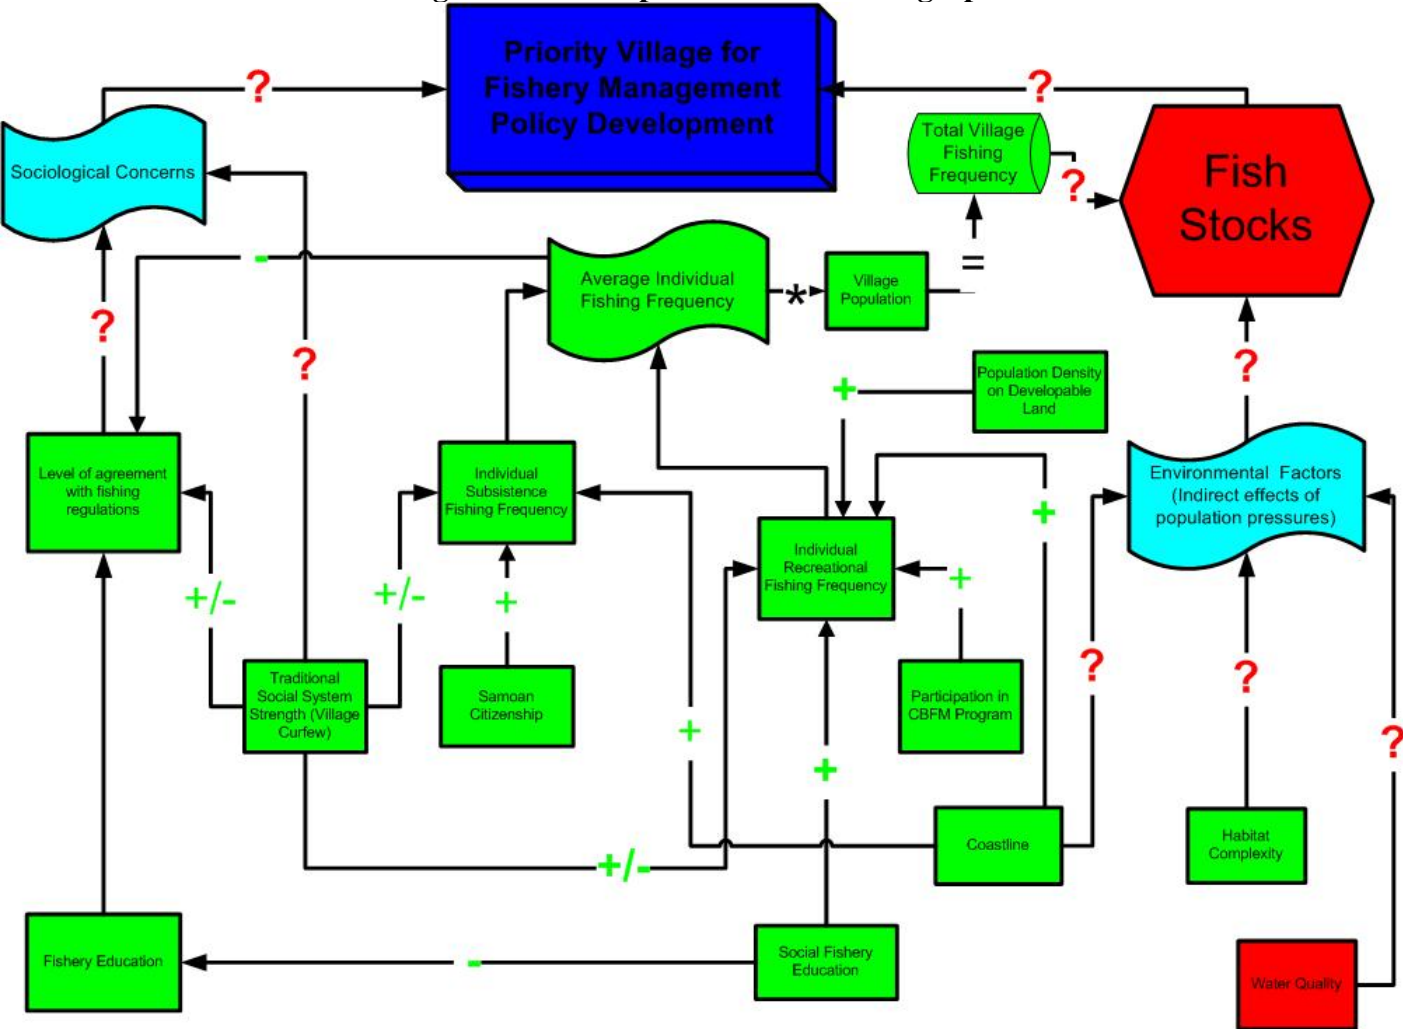 Priority Village for
Fishery Management
Policy Development
?
?
Total Village
Fishing
Frequency
?
Fish
Stocks
Sociological Concerns
-
Average Individual
Fishing Frequency
*
Village
Population
=
?
?
?
+
Population Density
on Developable
Land
Level of agreement
with fishing
regulations
Individual
Subsistence
Fishing Frequency
Environmental Factors
(Indirect effects of
population pressures)
+
Individual
Recreational
Fishing Frequency
+
+/-
+/-
+
?
?
Traditional
Social System
Strength (Village
Curfew)
Samoan
Citizenship
Participation in
CBFM Program
+
?
+
Coastline
Habitat
Complexity
+/-
Fishery Education
-
Social Fishery
Education
Water Quality